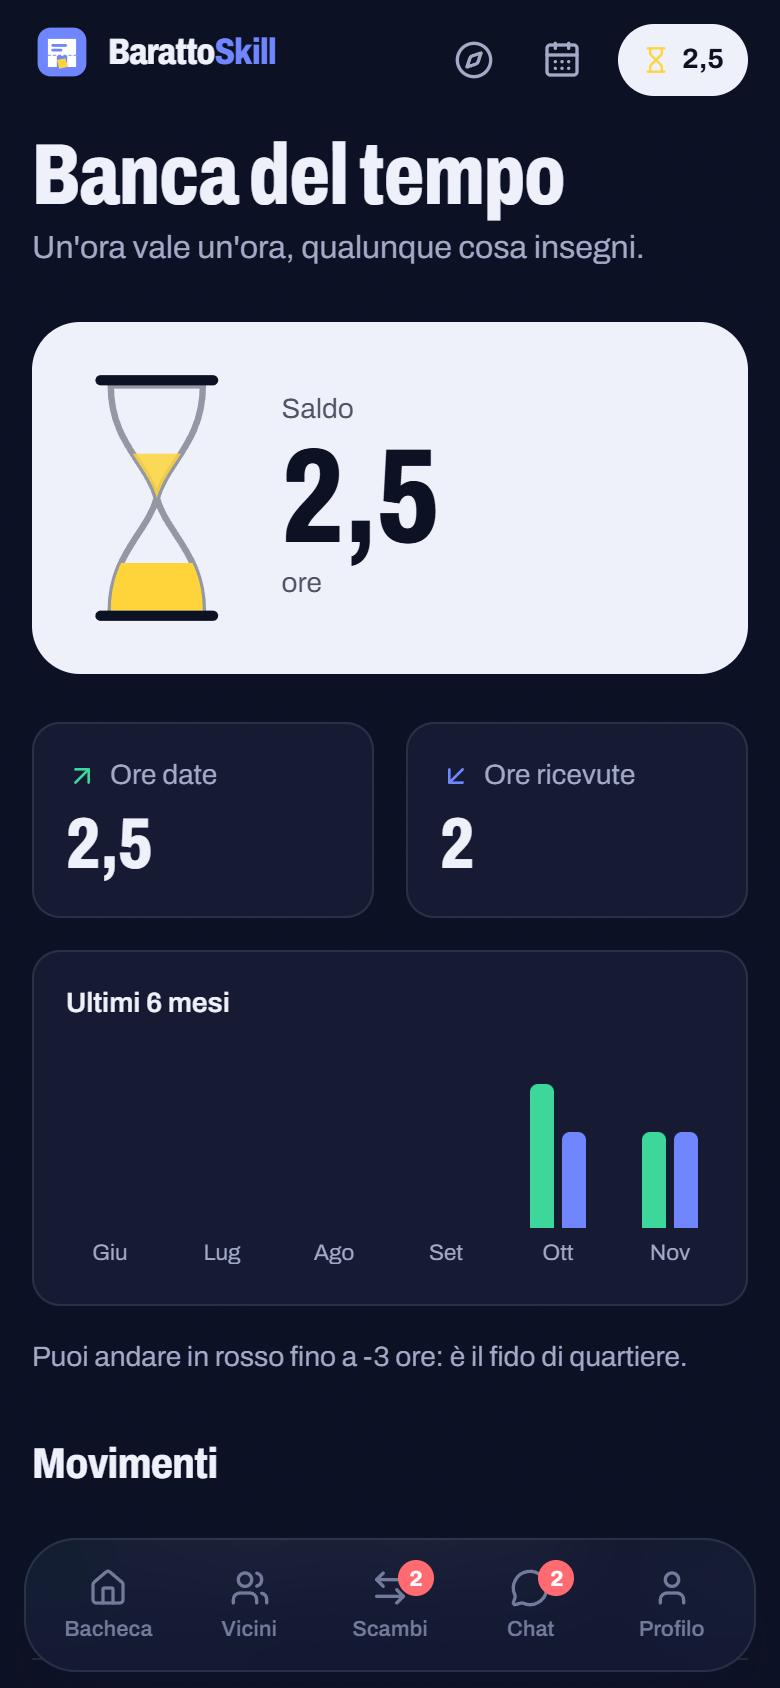 BarattoSkill
2,5
Banca del tempo
Un'ora vale un'ora, qualunque cosa insegni.
Saldo
2,5
ore
Ore date
2,5
Ore ricevute
2
Ultimi 6 mesi
Giu Lug Ago Set Ott Nov
Puoi andare in rosso fino a -3 ore: è il fido di quartiere.
Movimenti
2 2
Bacheca Vicini Scambi Chat Profilo